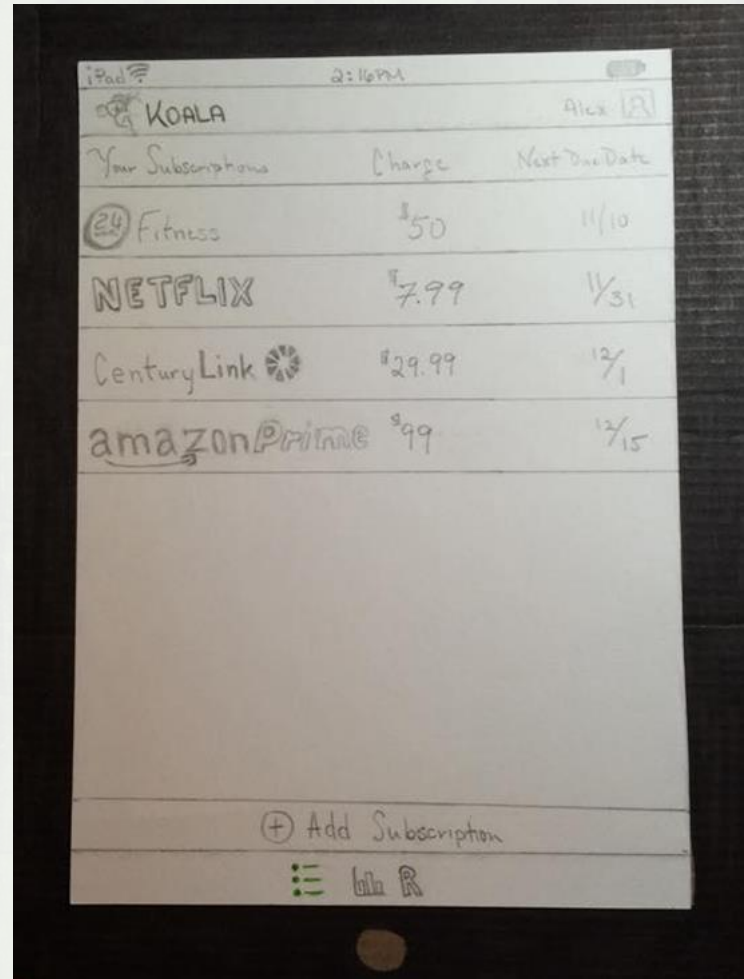 iPad 2:16PM
KOALA Alex
Your Subscriptions Charge Next Due Date
24 Fitness $50 11/10
NETFLIX $7.99 11/31
CenturyLink $29.99 12/1
amazonPrime $99 12/15
+ Add Subscription
R